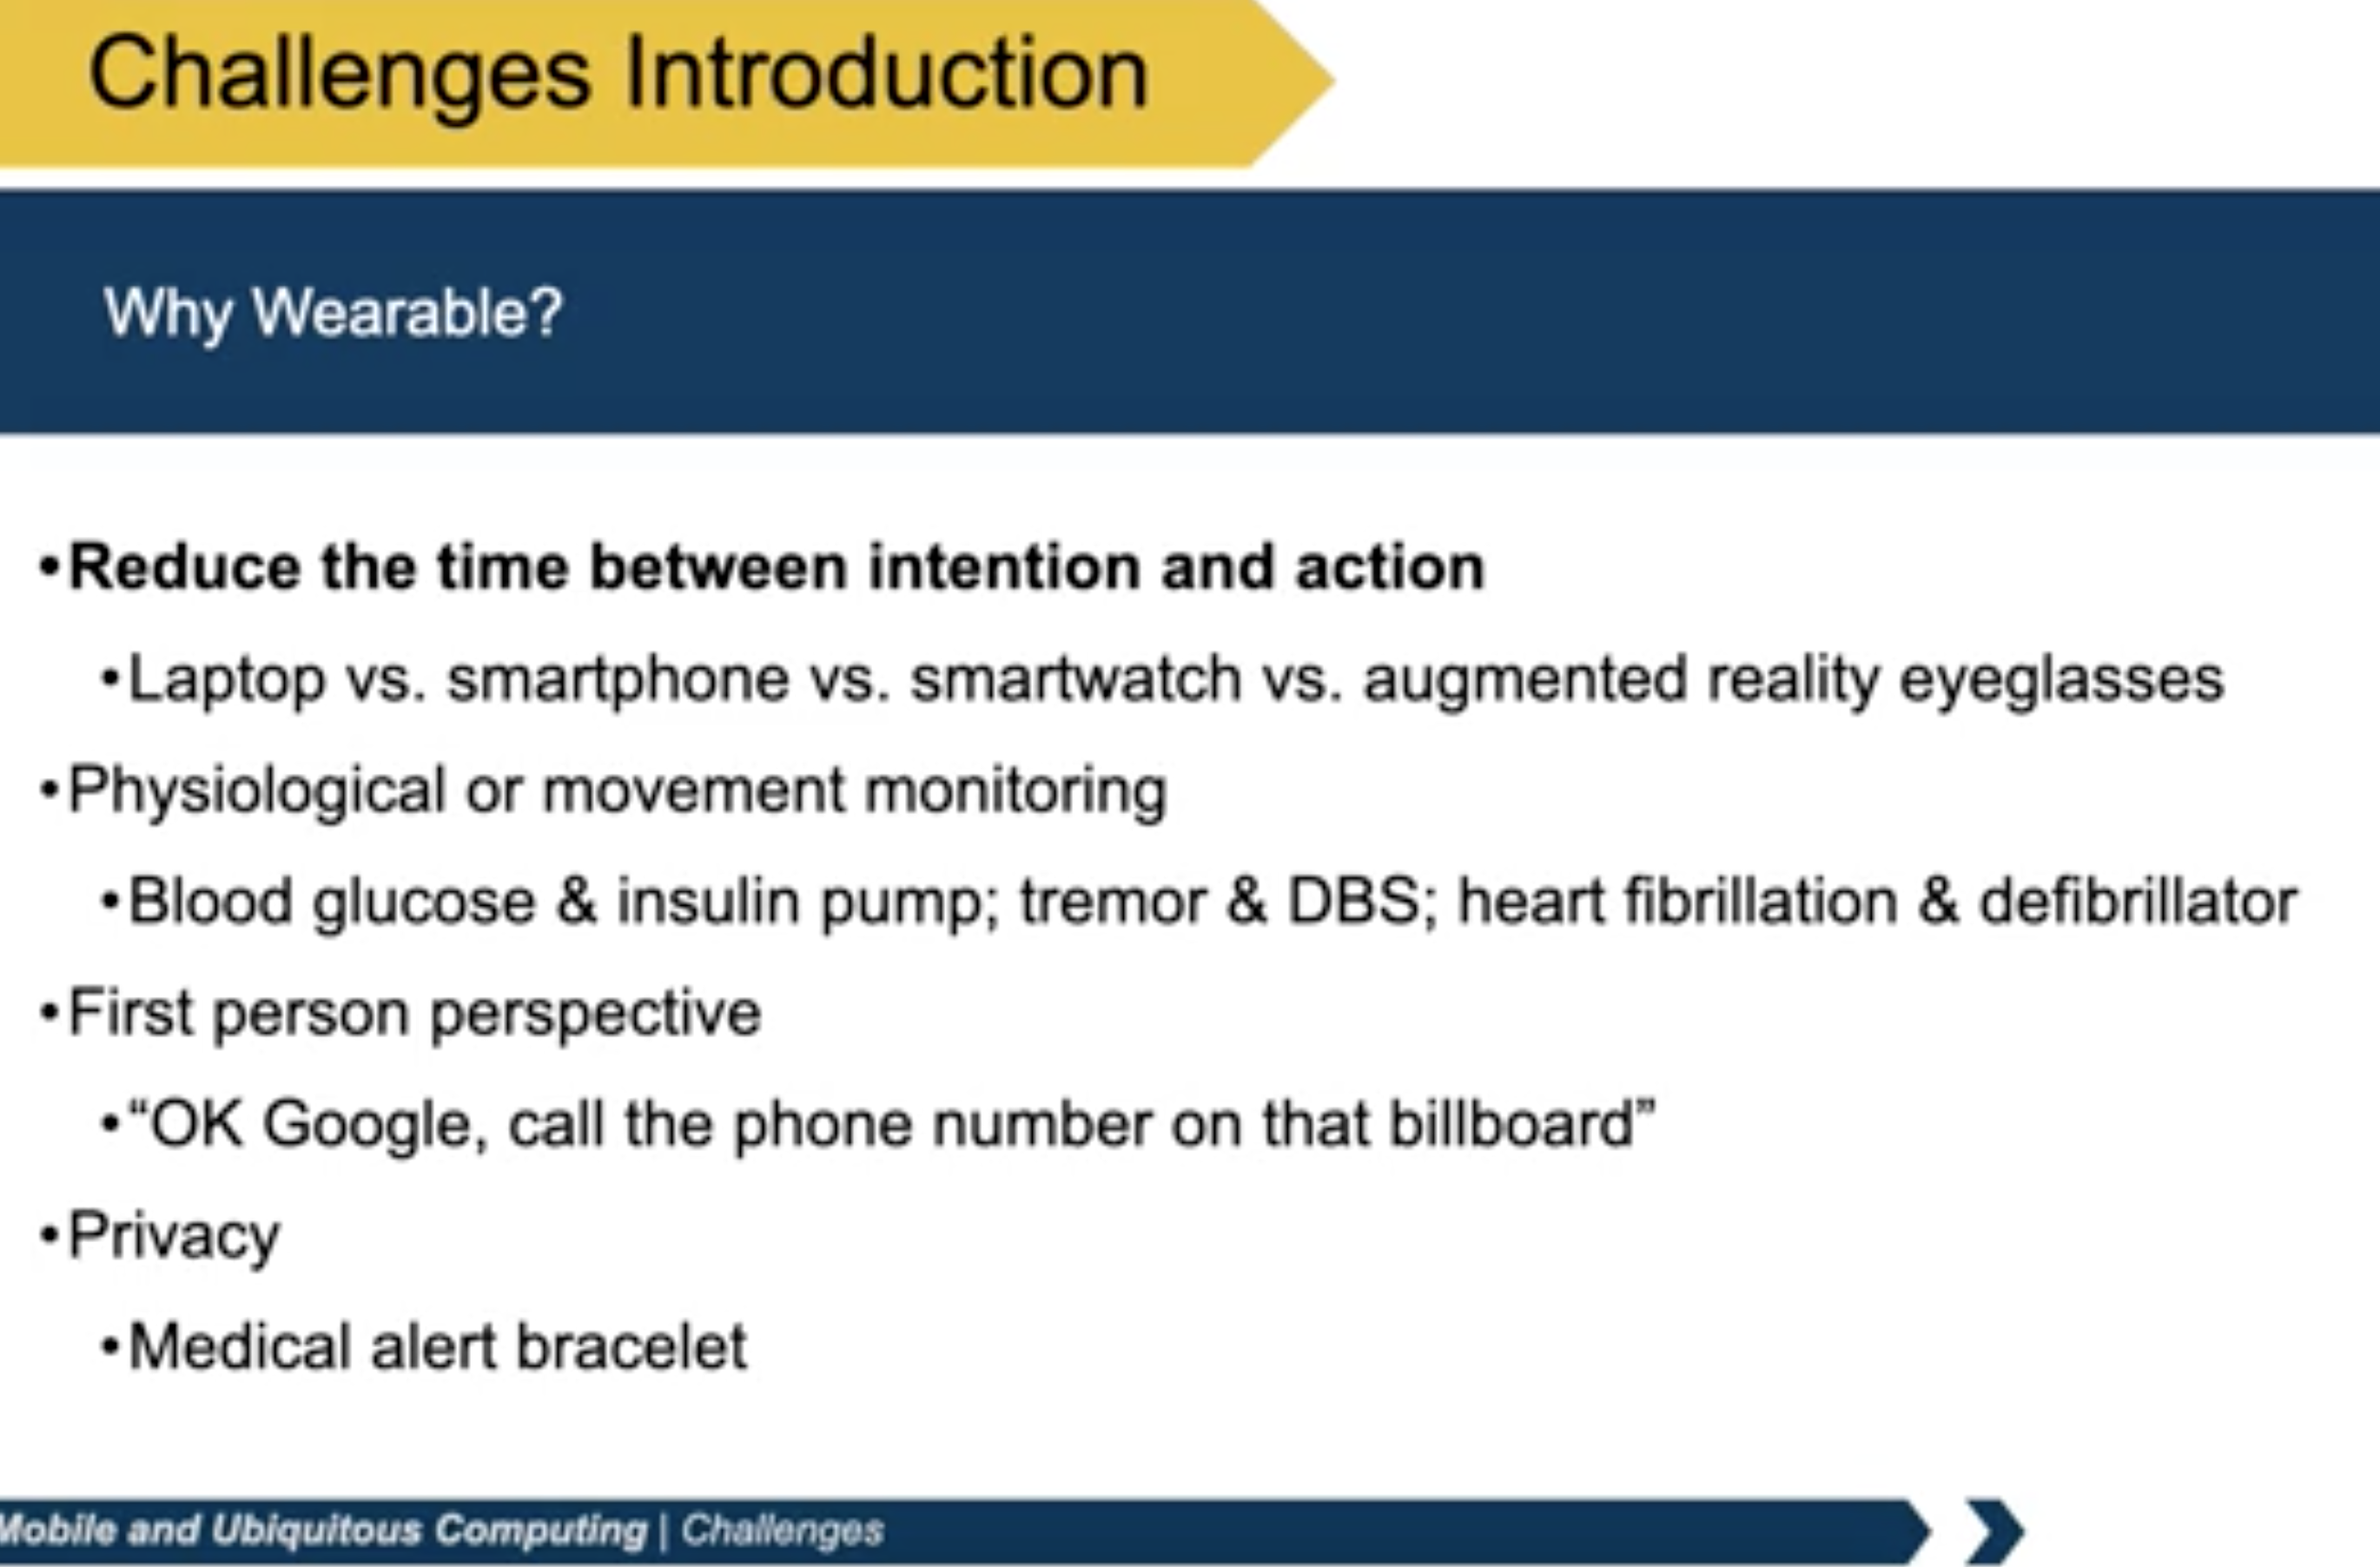 Challenges Introduction
Why Wearable?
•Reduce the time between intention and action
•Laptop vs. smartphone vs. smartwatch vs. augmented reality eyeglasses
•Physiological or movement monitoring
•Blood glucose & insulin pump; tremor & DBS; heart fibrillation & defibrillator
•First person perspective
•“OK Google, call the phone number on that billboard”
•Privacy
•Medical alert bracelet
Mobile and Ubiquitous Computing | Challenges